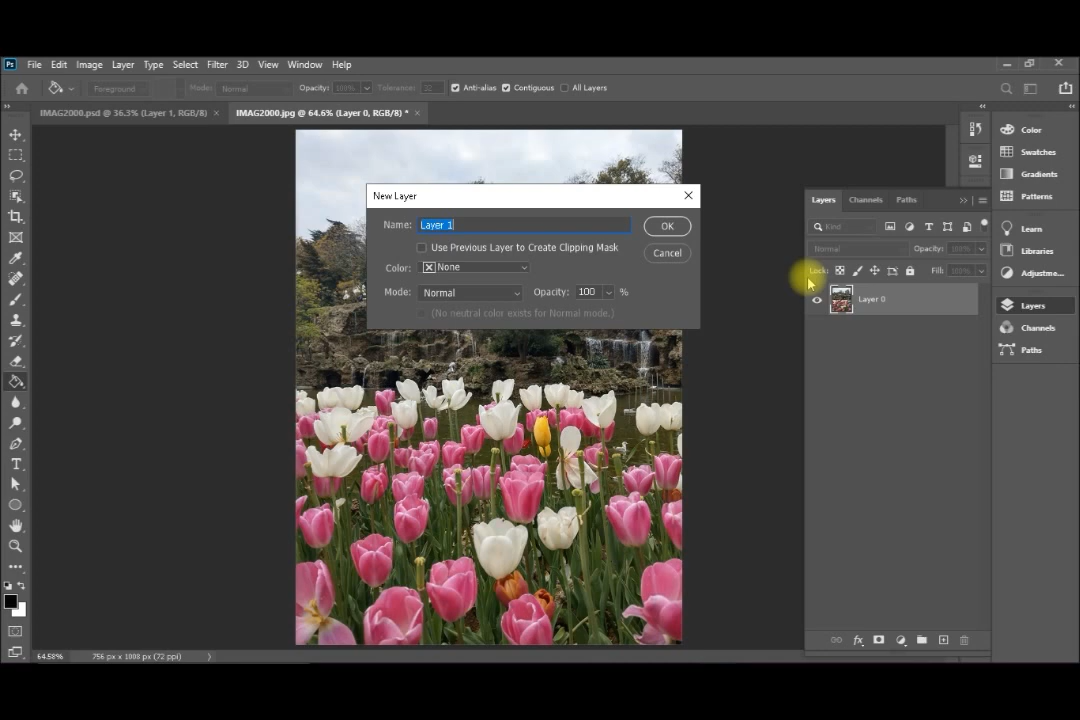 Ps File Edit Image Layer Type Select Filter 3D View Window Help
Foreground Mode: Normal Opacity: 100% Tolerance: 32 Anti-alias Contiguous All Layers
IMAG2000.psd @ 36.3% (Layer 1, RGB/8) × IMAG2000.jpg @ 64.6% (Layer 0, RGB/8) * ×
Color
Swatches
Gradients
Patterns
Learn
Libraries
Adjustme...
Layers
Channels
Paths
New Layer
Name: Layer 1
OK
Use Previous Layer to Create Clipping Mask
Cancel
Color: None
Mode: Normal Opacity: 100 %
(No neutral color exists for Normal mode.)
Layers Channels Paths
Kind
Normal Opacity: 100%
Lock: Fill: 100%
Layer 0
fx
64.58% 756 px x 1008 px (72 ppi)